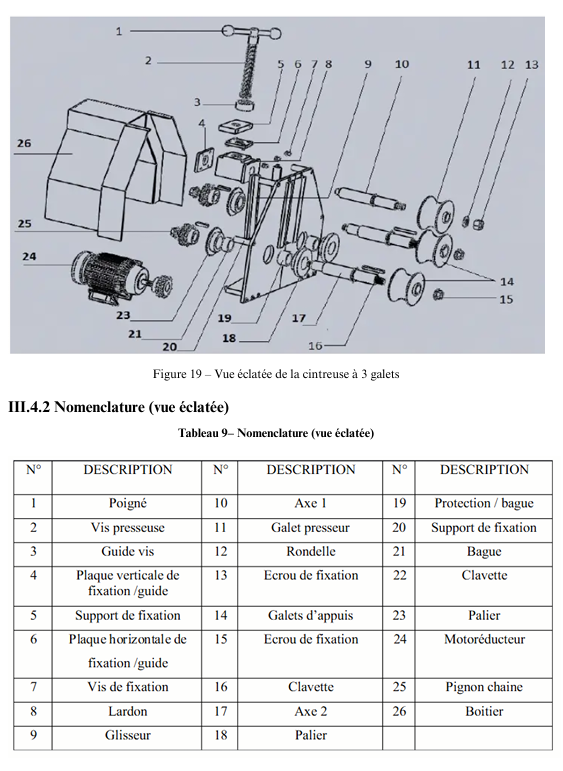 1
2
3
4
5 6 7 8
9
10
11
12
13
26
25
24
23
21
20
19
18
17
16
14
15
Figure 19 – Vue éclatée de la cintreuse à 3 galets
III.4.2 Nomenclature (vue éclatée)
Tableau 9– Nomenclature (vue éclatée)
N° DESCRIPTION N° DESCRIPTION N° DESCRIPTION
1 Poigné 10 Axe 1 19 Protection / bague
2 Vis presseuse 11 Galet presseur 20 Support de fixation
3 Guide vis 12 Rondelle 21 Bague
4 Plaque verticale de fixation /guide 13 Ecrou de fixation 22 Clavette
5 Support de fixation 14 Galets d’appuis 23 Palier
6 Plaque horizontale de fixation /guide 15 Ecrou de fixation 24 Motoréducteur
7 Vis de fixation 16 Clavette 25 Pignon chaine
8 Lardon 17 Axe 2 26 Boitier
9 Glisseur 18 Palier